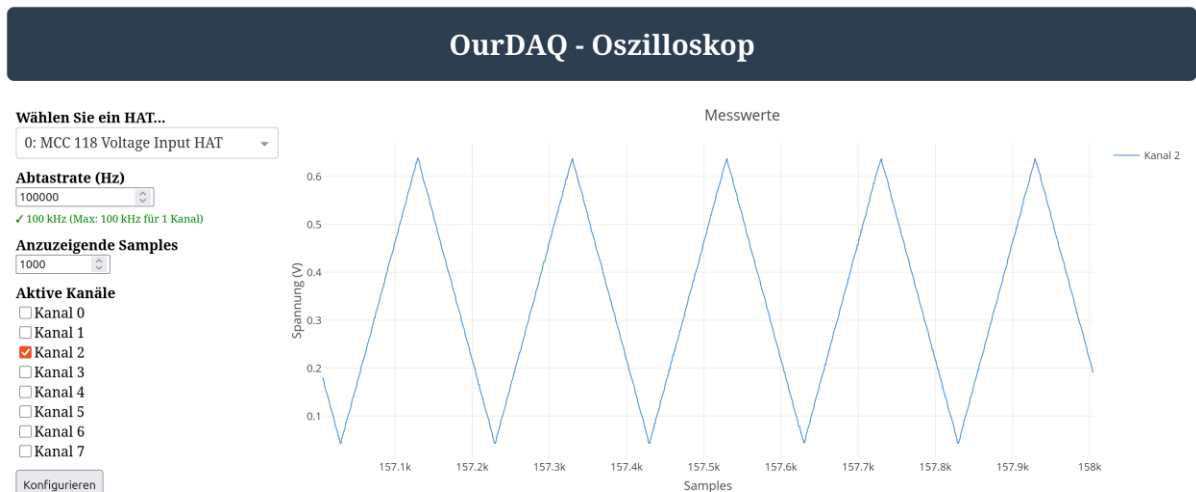 OurDAQ - Oszilloskop
Wählen Sie ein HAT...
0: MCC 118 Voltage Input HAT
Abtastrate (Hz)
100000
✓ 100 kHz (Max: 100 kHz für 1 Kanal)
Anzuzeigende Samples
1000
Aktive Kanäle
Kanal 0
Kanal 1
Kanal 2
Kanal 3
Kanal 4
Kanal 5
Kanal 6
Kanal 7
Konfigurieren
Messwerte
Kanal 2
0.6
0.5
0.4
0.3
0.2
0.1
Spannung (V)
157.1k 157.2k 157.3k 157.4k 157.5k 157.6k 157.7k 157.8k 157.9k 158k
Samples